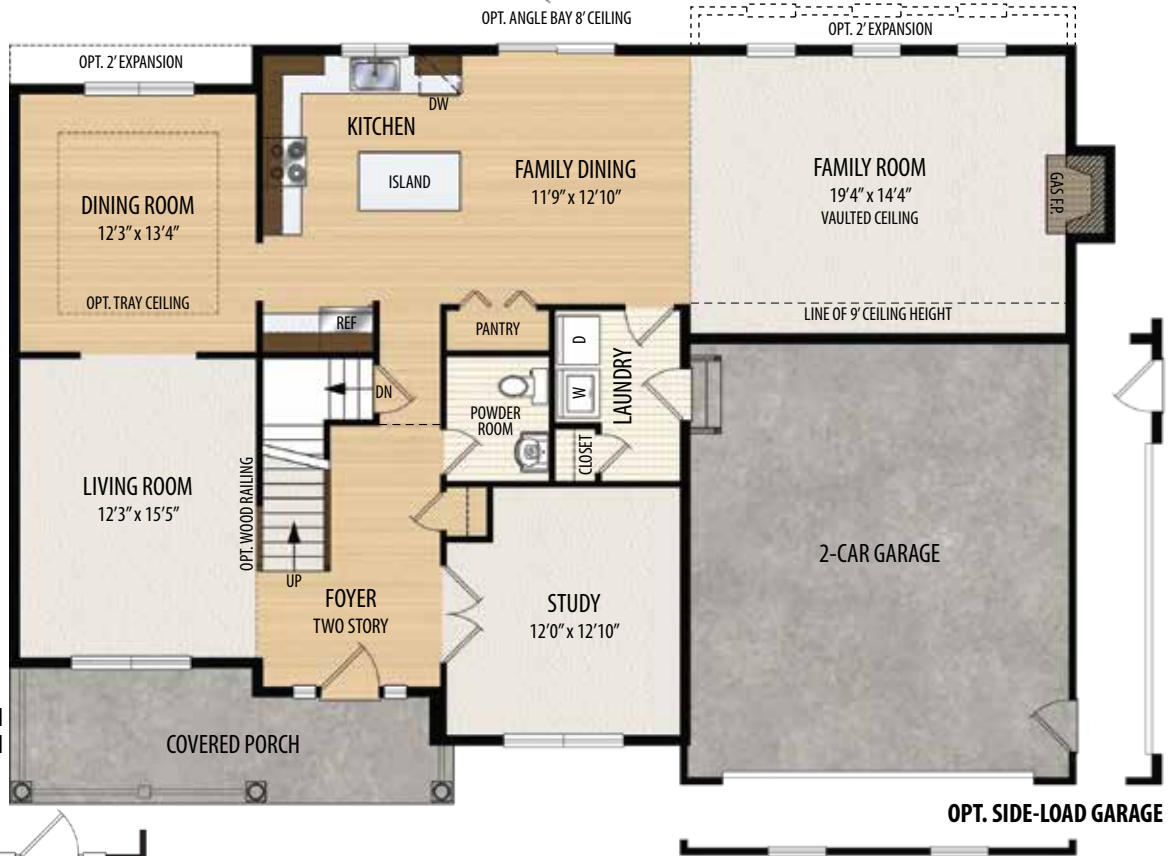 OPT. ANGLE BAY 8' CEILING
OPT. 2' EXPANSION
OPT. 2' EXPANSION
DW
KITCHEN
ISLAND
FAMILY DINING
11'9" x 12'10"
FAMILY ROOM
19'4" x 14'4"
VAULTED CEILING
GAS F.P.
DINING ROOM
12'3" x 13'4"
OPT. TRAY CEILING
LINE OF 9' CEILING HEIGHT
REF
PANTRY
D
W
LAUNDRY
DN
POWDER
ROOM
CLOSET
LIVING ROOM
12'3" x 15'5"
OPT. WOOD RAILING
UP
FOYER
TWO STORY
STUDY
12'0" x 12'10"
2-CAR GARAGE
COVERED PORCH
OPT. SIDE-LOAD GARAGE